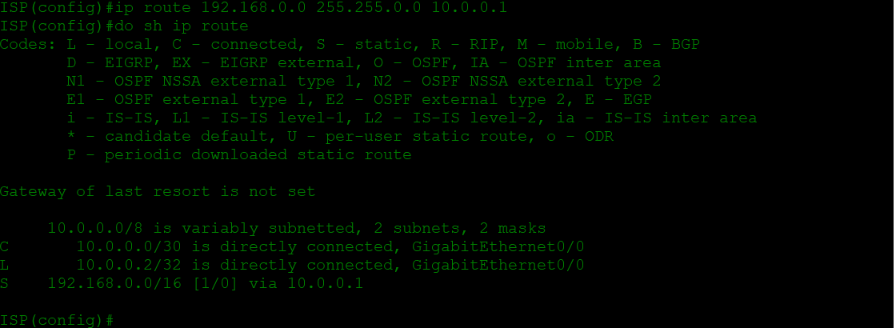 ISP(config)#ip route 192.168.0.0 255.255.0.0 10.0.0.1
ISP(config)#do sh ip route
Codes: L - local, C - connected, S - static, R - RIP, M - mobile, B - BGP
D - EIGRP, EX - EIGRP external, O - OSPF, IA - OSPF inter area
N1 - OSPF NSSA external type 1, N2 - OSPF NSSA external type 2
E1 - OSPF external type 1, E2 - OSPF external type 2, E - EGP
i - IS-IS, L1 - IS-IS level-1, L2 - IS-IS level-2, ia - IS-IS inter area
* - candidate default, U - per-user static route, o - ODR
P - periodic downloaded static route
Gateway of last resort is not set
10.0.0.0/8 is variably subnetted, 2 subnets, 2 masks
C 10.0.0.0/30 is directly connected, GigabitEthernet0/0
L 10.0.0.2/32 is directly connected, GigabitEthernet0/0
S 192.168.0.0/16 [1/0] via 10.0.0.1
ISP(config)#